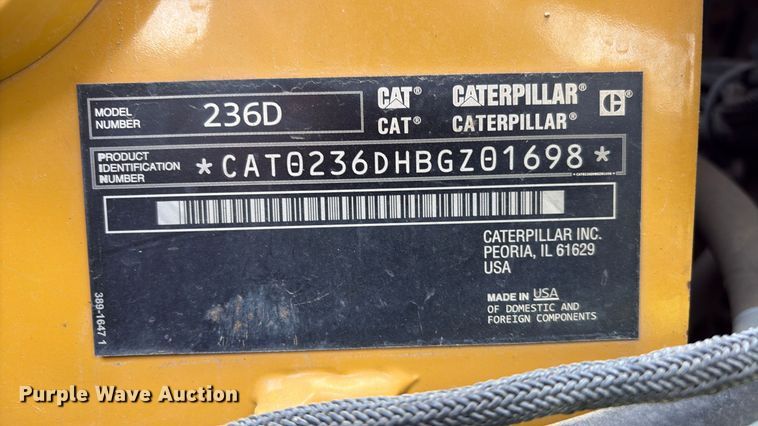 MODEL NUMBER 236D
CAT® CATERPILLAR® C®
CAT® CATERPILLAR®
PRODUCT IDENTIFICATION NUMBER *CAT0236DHBGZ01698*
CATERPILLAR INC.
PEORIA, IL 61629
USA
MADE IN USA
OF DOMESTIC AND
FOREIGN COMPONENTS
389-1647 1
Purple Wave Auction